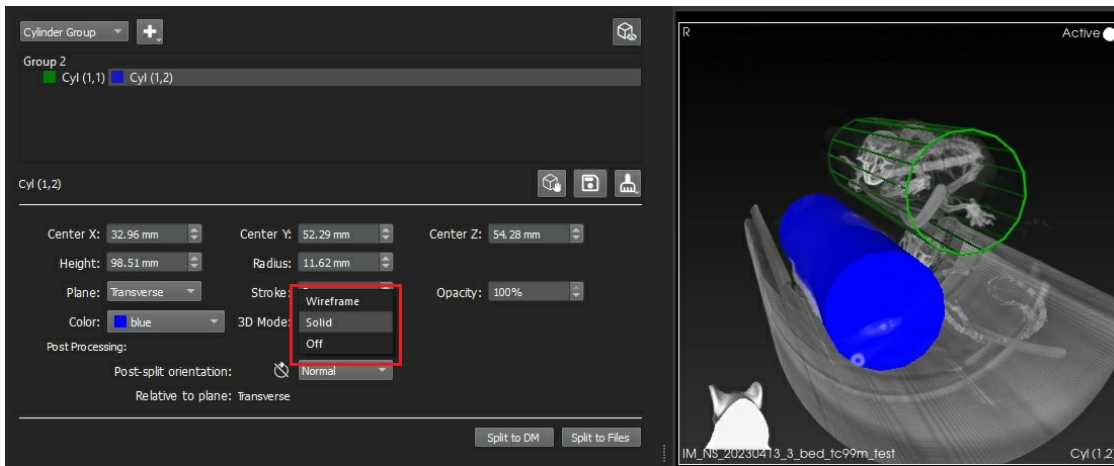 Cylinder Group
R
Active
Group 2
Cyl (1,1) Cyl (1,2)
Cyl (1,2)
Center X: 32.96 mm Center Y: 52.29 mm Center Z: 54.28 mm
Height: 98.51 mm Radius: 11.62 mm
Plane: Transverse Stroke: Opacity: 100%
Wireframe
Color: blue 3D Mode: Solid
Off
Post Processing:
Post-split orientation: Normal
Relative to plane: Transverse
Split to DM Split to Files
IM_NS_20230413_3_bed_tc99m_test Cyl (1,2